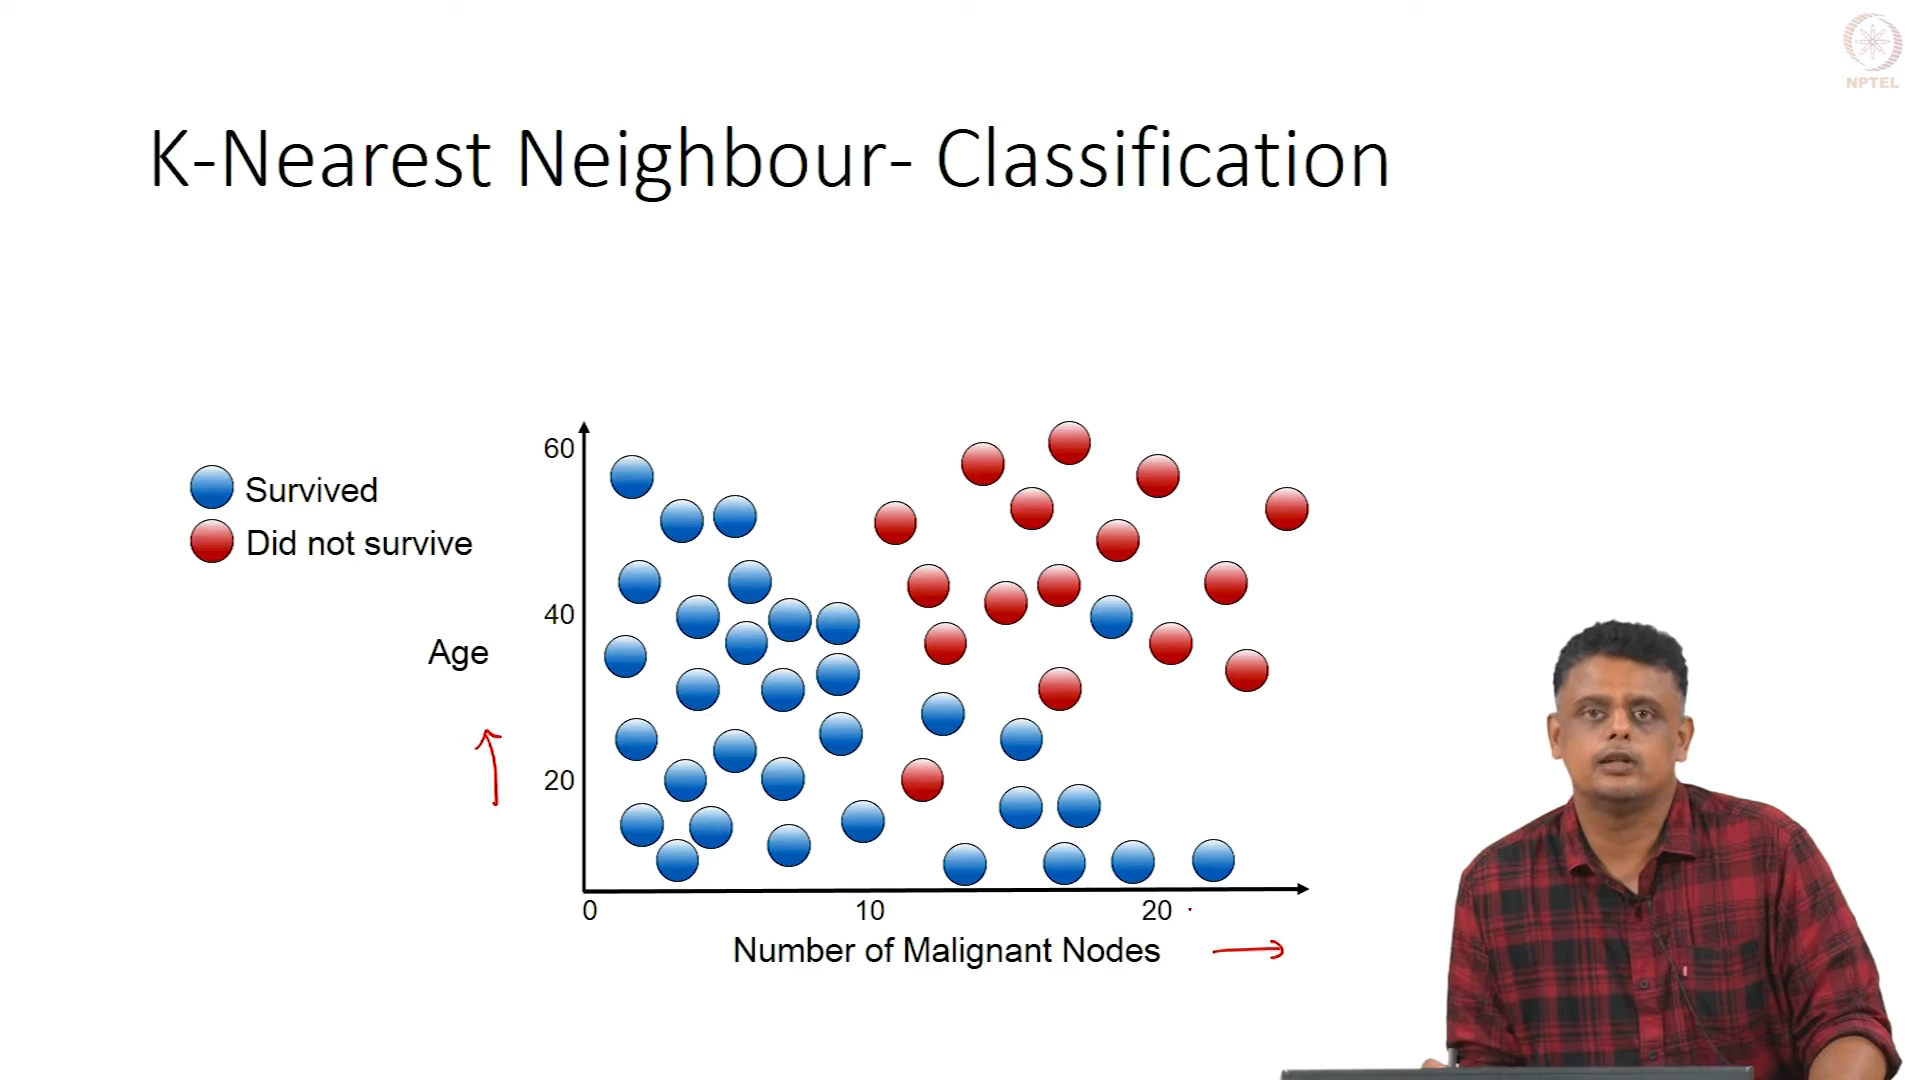 NPTEL
K-Nearest Neighbour- Classification
Survived
Did not survive
Age
60
40
20
0 10 20
Number of Malignant Nodes